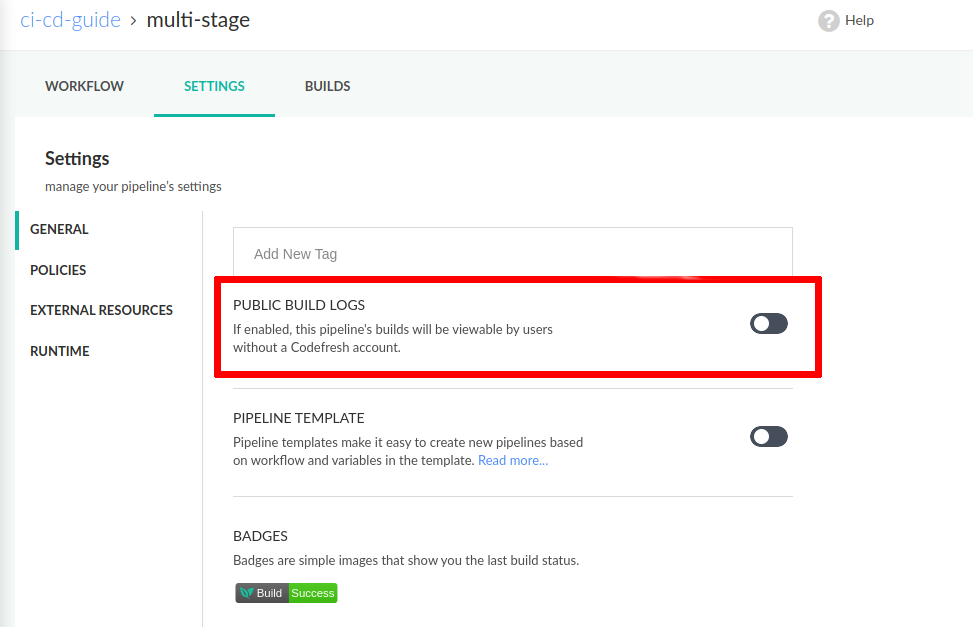 ci-cd-guide › multi-stage
? Help
WORKFLOW SETTINGS BUILDS
Settings
manage your pipeline's settings
GENERAL
POLICIES
EXTERNAL RESOURCES
RUNTIME
Add New Tag
PUBLIC BUILD LOGS
If enabled, this pipeline's builds will be viewable by users
without a Codefresh account.
PIPELINE TEMPLATE
Pipeline templates make it easy to create new pipelines based
on workflow and variables in the template. Read more...
BADGES
Badges are simple images that show you the last build status.
Build Success